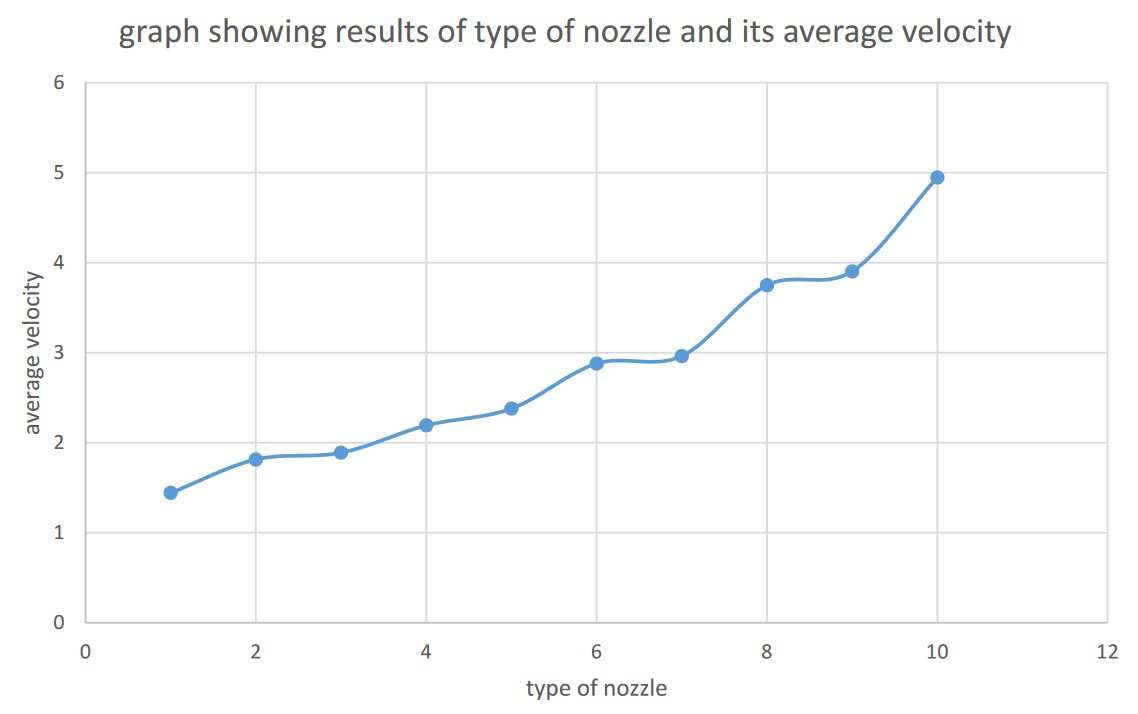 graph showing results of type of nozzle and its average velocity
6
5
4
3
2
1
0
average velocity
0 2 4 6 8 10 12
type of nozzle